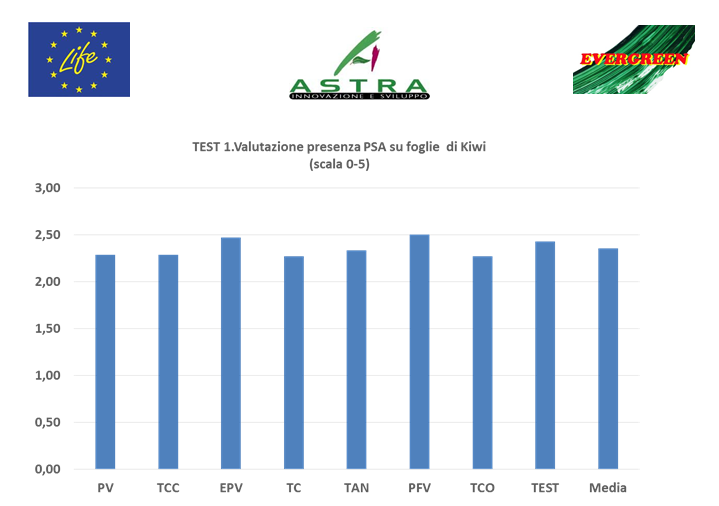 Life
ASTRA
INNOVAZIONE E SVILUPPO
EVERGREEN
TEST 1.Valutazione presenza PSA su foglie di Kiwi
(scala 0-5)
3,00
2,50
2,00
1,50
1,00
0,50
0,00
PV TCC EPV TC TAN PFV TCO TEST Media